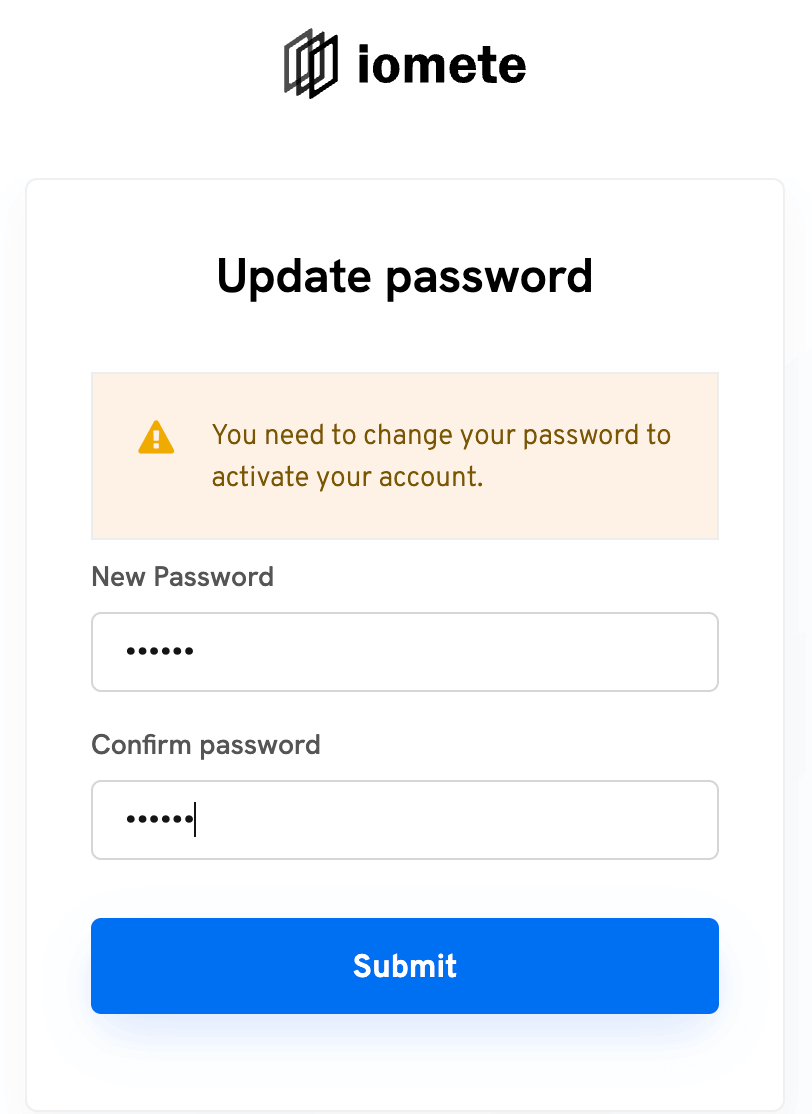 iomete
Update password
You need to change your password to
activate your account.
New Password
••••••
Confirm password
••••••
Submit